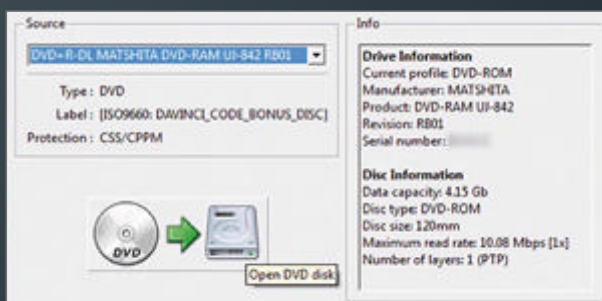 Source
DVD+R-DL MATSHITA DVD-RAM UJ-842 RB01
Type : DVD
Label : [ISO9660: DAVINCI_CODE_BONUS_DISC]
Protection : CSS/CPPM
DVD
Open DVD disk
Info
Drive Information
Current profile: DVD-ROM
Manufacturer: MATSHITA
Product: DVD-RAM UJ-842
Revision: RB01
Serial number:
Disc Information
Data capacity: 4.15 Gb
Disc type: DVD-ROM
Disc size: 120mm
Maximum read rate: 10.08 Mbps [1x]
Number of layers: 1 (PTP)